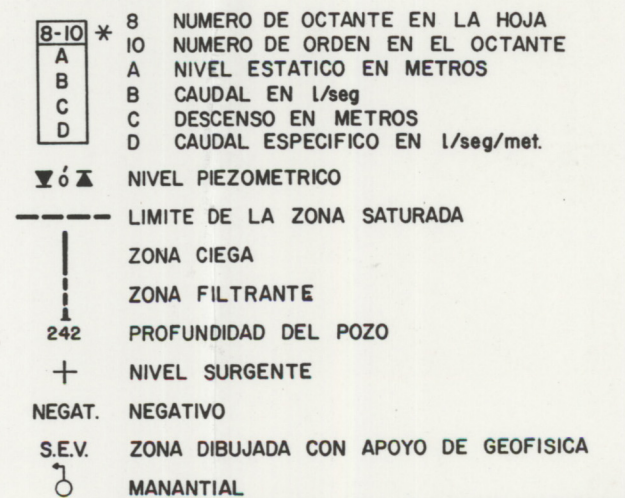 8-10 * 8 NUMERO DE OCTANTE EN LA HOJA
10 NUMERO DE ORDEN EN EL OCTANTE
A A NIVEL ESTATICO EN METROS
B B CAUDAL EN l/seg
C C DESCENSO EN METROS
D D CAUDAL ESPECIFICO EN l/seg/met.
ó NIVEL PIEZOMETRICO
LIMITE DE LA ZONA SATURADA
ZONA CIEGA
ZONA FILTRANTE
242 PROFUNDIDAD DEL POZO
+ NIVEL SURGENTE
NEGAT. NEGATIVO
S.E.V. ZONA DIBUJADA CON APOYO DE GEOFISICA
MANANTIAL